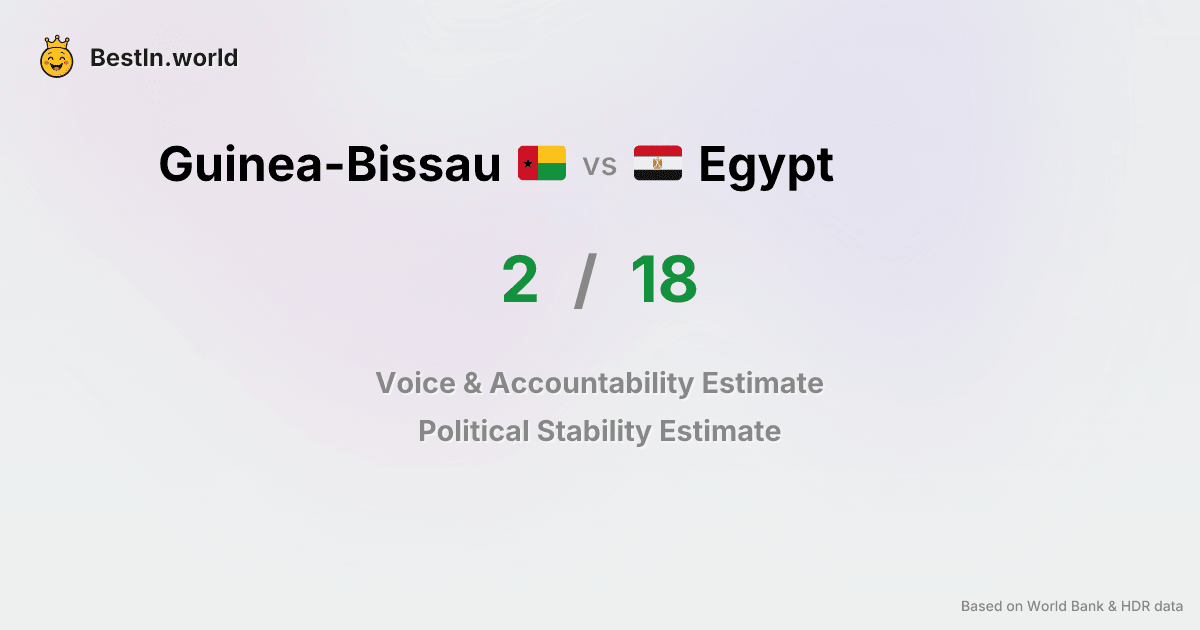 BestIn.world
Guinea-Bissau vs Egypt
2 / 18
Voice & Accountability Estimate
Political Stability Estimate
Based on World Bank & HDR data